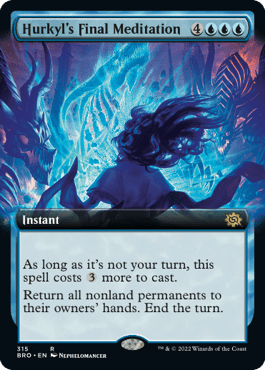 Hurkyl's Final Meditation 4
Instant
As long as it's not your turn, this
spell costs 3 more to cast.
Return all nonland permanents to
their owners' hands. End the turn.
315 R
BRO • EN Nephelomancer
™ & © 2022 Wizards of the Coast